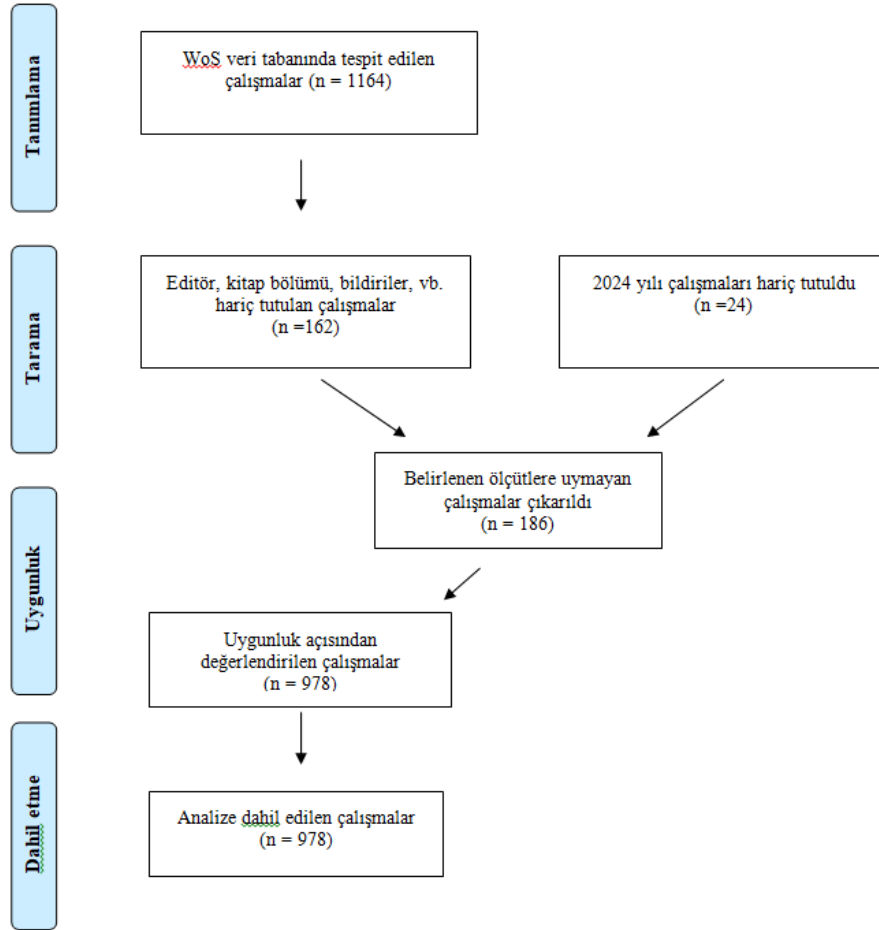 Tanımlama
WoS veri tabanında tespit edilen
çalışmalar (n = 1164)
Tarama
Editör, kitap bölümü, bildiriler, vb.
hariç tutulan çalışmalar
(n =162)
2024 yılı çalışmaları hariç tutuldu
(n =24)
Belirlenen ölçütlere uymayan
çalışmalar çıkarıldı
(n = 186)
Uygunluk
Uygunluk açısından
değerlendirilen çalışmalar
(n = 978)
Dahil etme
Analize dahil edilen çalışmalar
(n = 978)